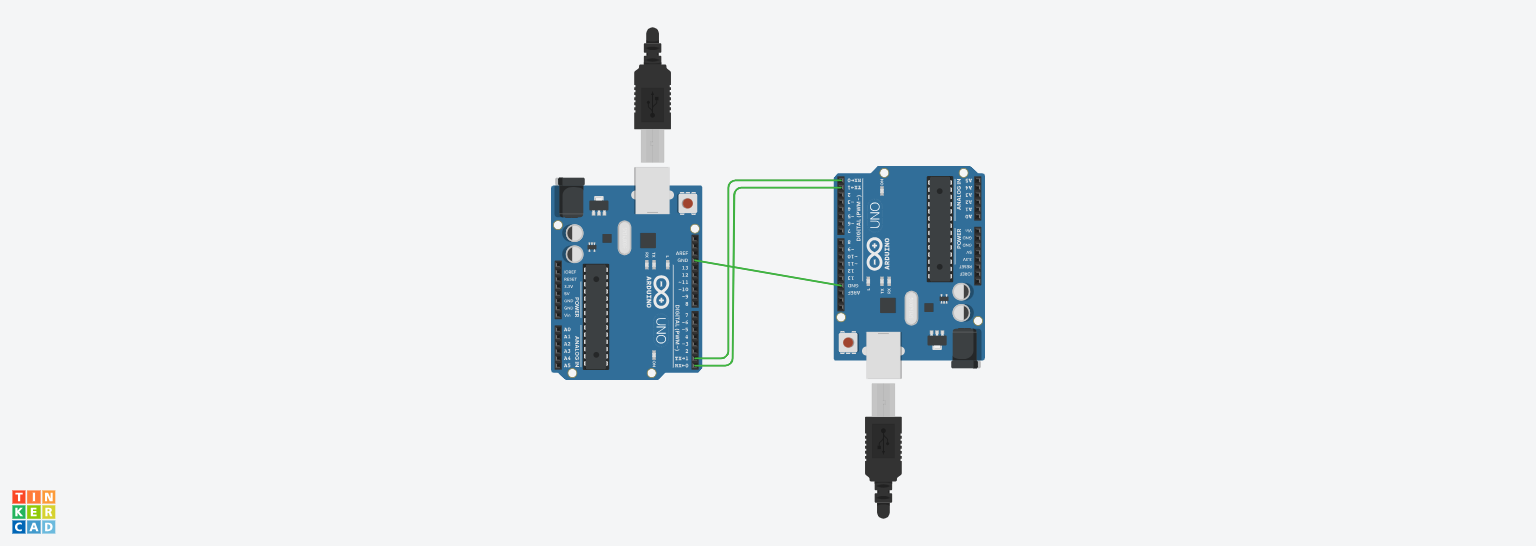 AREF
GND
13
12
~11
~10
~9
8
7
~6
~5
4
~3
2
TX→1
RX←0
DIGITAL (PWM~)
L
TX
RX
ON
ARDUINO
UNO
IOREF
RESET
3.3V
5V
GND
GND
Vin
POWER
A0
A1
A2
A3
A4
A5
ANALOG IN
RX←0
TX→1
2
~3
4
~5
~6
7
8
~9
~10
~11
12
13
GND
AREF
DIGITAL (PWM~)
L
TX
RX
ON
UNO
ARDUINO
A5
A4
A3
A2
A1
A0
ANALOG IN
Vin
GND
GND
5V
3.3V
RESET
IOREF
POWER
TIN
KER
CAD